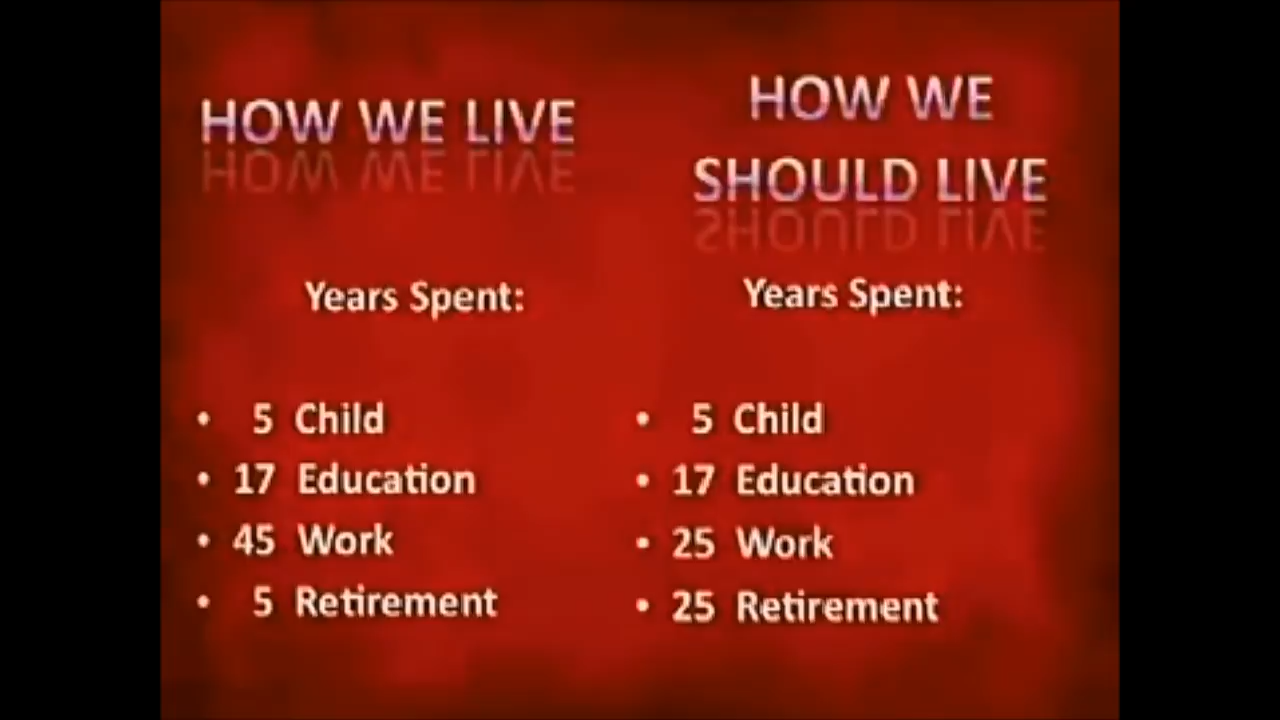 HOW WE LIVE
Years Spent:
• 5 Child
• 17 Education
• 45 Work
• 5 Retirement
HOW WE
SHOULD LIVE
Years Spent:
• 5 Child
• 17 Education
• 25 Work
• 25 Retirement